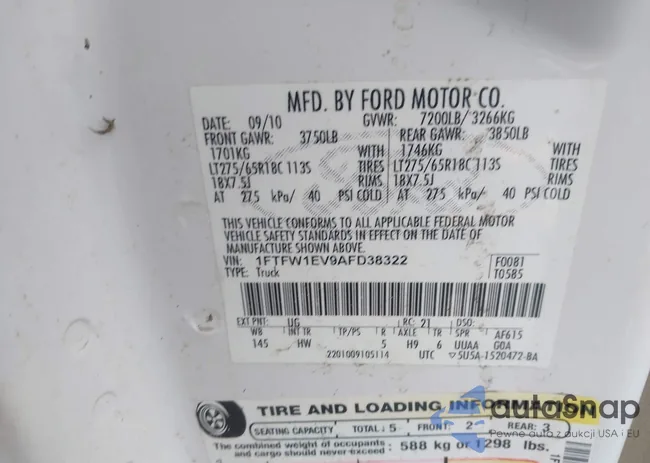 MFD. BY FORD MOTOR CO.
DATE: 09/10 GVWR: 7200LB/ 3266KG
FRONT GAWR: 3750LB REAR GAWR: 3850LB
1701KG WITH 1746KG WITH
LT275/65R18C 113S TIRES LT275/65R18C 113S TIRES
18X7.5J RIMS 18X7.5J RIMS
AT 275 kPa/ 40 PSI COLD AT 275 kPa/ 40 PSI COLD
THIS VEHICLE CONFORMS TO ALL APPLICABLE FEDERAL MOTOR
VEHICLE SAFETY STANDARDS IN EFFECT ON THE DATE OF
MANUFACTURE SHOWN ABOVE.
VIN: 1FTFW1EV9AFD38322 F0081
TYPE: Truck T0585
EXT PNT: UG RC: 21 DSO:
WB INT TR TP/PS R AXLE TR SPR AF615
145 HW 5 H9 6 UUAA G0A
2201009105114 UTC ▽5U5A-1520472-BA
TIRE AND LOADING INFORMATION
SEATING CAPACITY TOTAL: 5 FRONT: 2 REAR: 3
The combined weight of occupants
and cargo should never exceed 588 kg or 1298 lbs.
autoSnap
Pewne auto z aukcji USA i EU